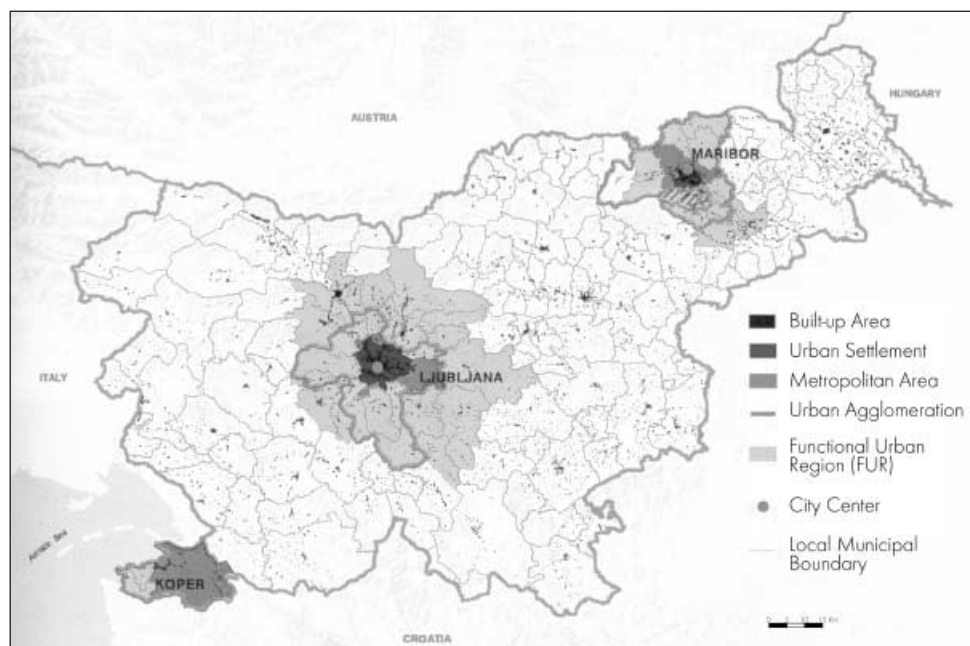 AUSTRIA
HUNGARY
MARIBOR
ITALY
LJUBLJANA
KOPER
CROATIA
Built-up Area
Urban Settlement
Metropolitan Area
Urban Agglomeration
Functional Urban
Region (FUR)
City Center
Local Municipal
Boundary